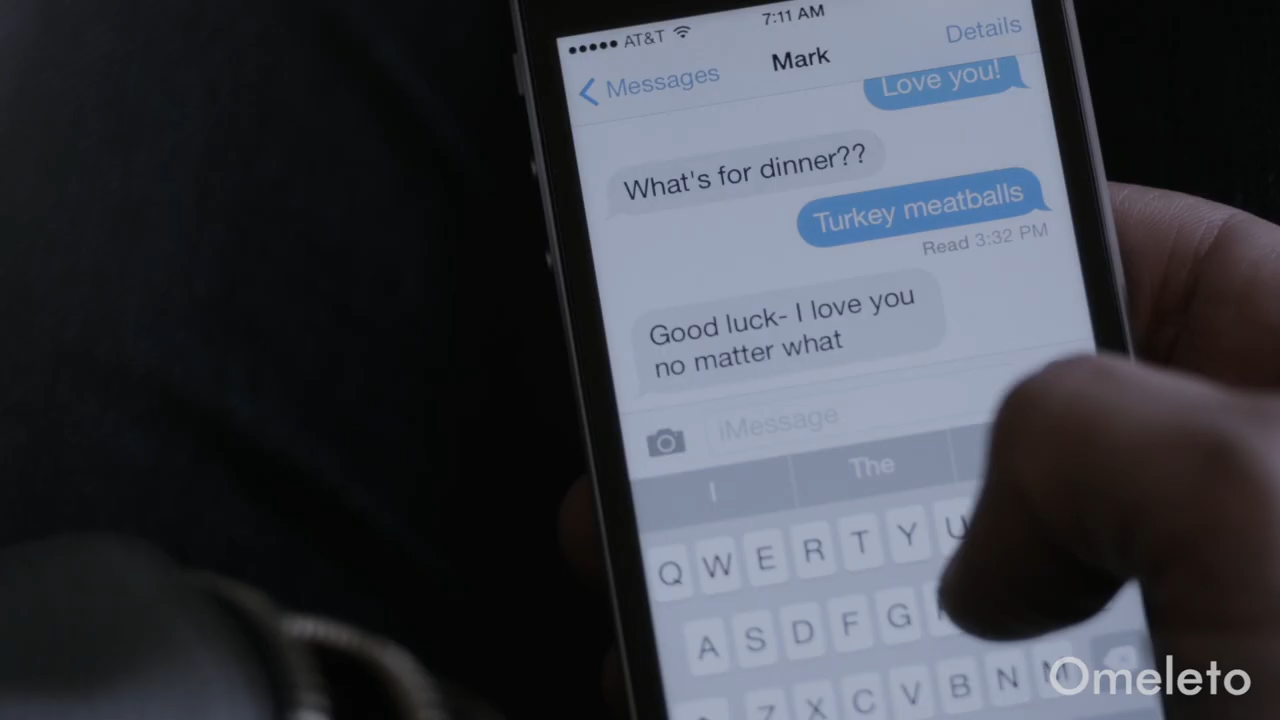 AT&T 7:11 AM
Messages Mark Details
Love you!
What's for dinner??
Turkey meatballs
Read 3:32 PM
Good luck- I love you
no matter what
iMessage
I The
Q W E R T Y U
A S D F G
Z X C V B N M
Omeleto